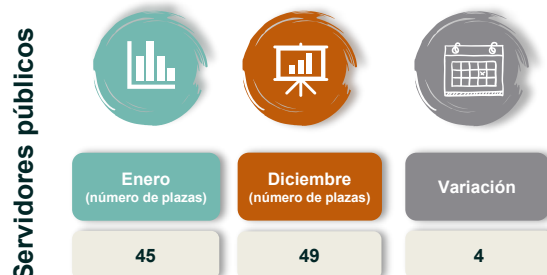 Servidores públicos
Enero
(número de plazas)
Diciembre
(número de plazas)
Variación
45
49
4